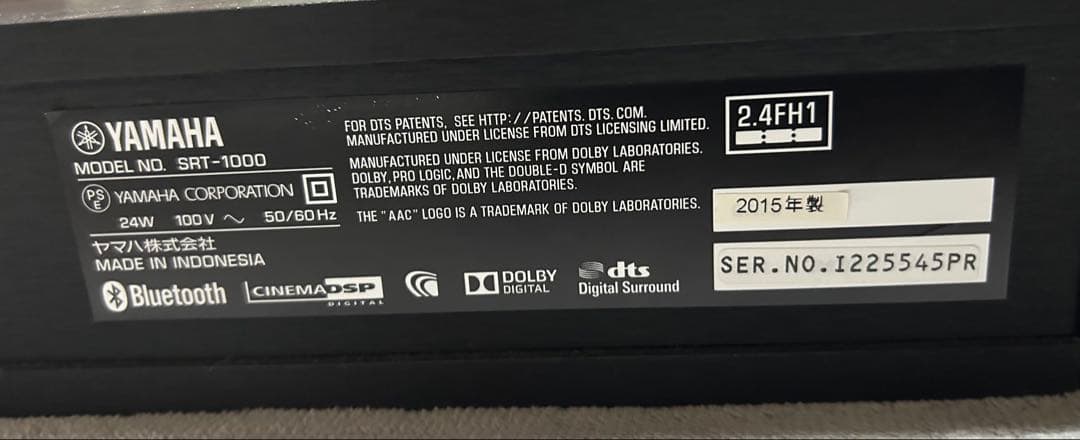 YAMAHA
MODEL NO. SRT-1000
PS
E
YAMAHA CORPORATION
24W 100V ～ 50/60Hz
ヤマハ株式会社
MADE IN INDONESIA
FOR DTS PATENTS, SEE HTTP://PATENTS.DTS.COM.
MANUFACTURED UNDER LICENSE FROM DTS LICENSING LIMITED.
MANUFACTURED UNDER LICENSE FROM DOLBY LABORATORIES.
DOLBY, PRO LOGIC, AND THE DOUBLE-D SYMBOL ARE
TRADEMARKS OF DOLBY LABORATORIES.
THE "AAC" LOGO IS A TRADEMARK OF DOLBY LABORATORIES.
2.4FH1
2015年製
SER.NO.I225545PR
Bluetooth
CINEMA DSP
DIGITAL
DOLBY
DIGITAL
dts
Digital Surround